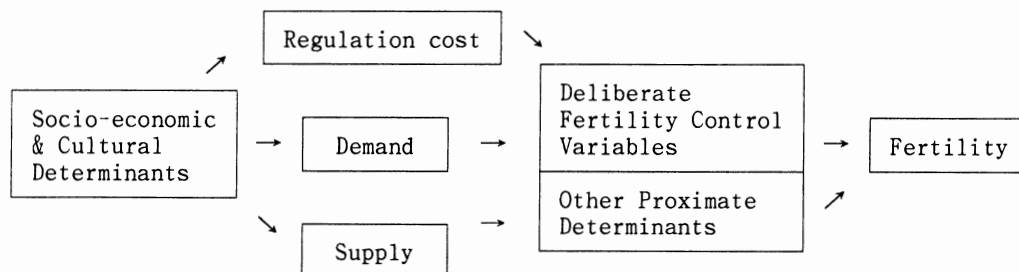 Regulation cost
Socio-economic
& Cultural
Determinants
Demand
Supply
Deliberate
Fertility Control
Variables
Other Proximate
Determinants
Fertility